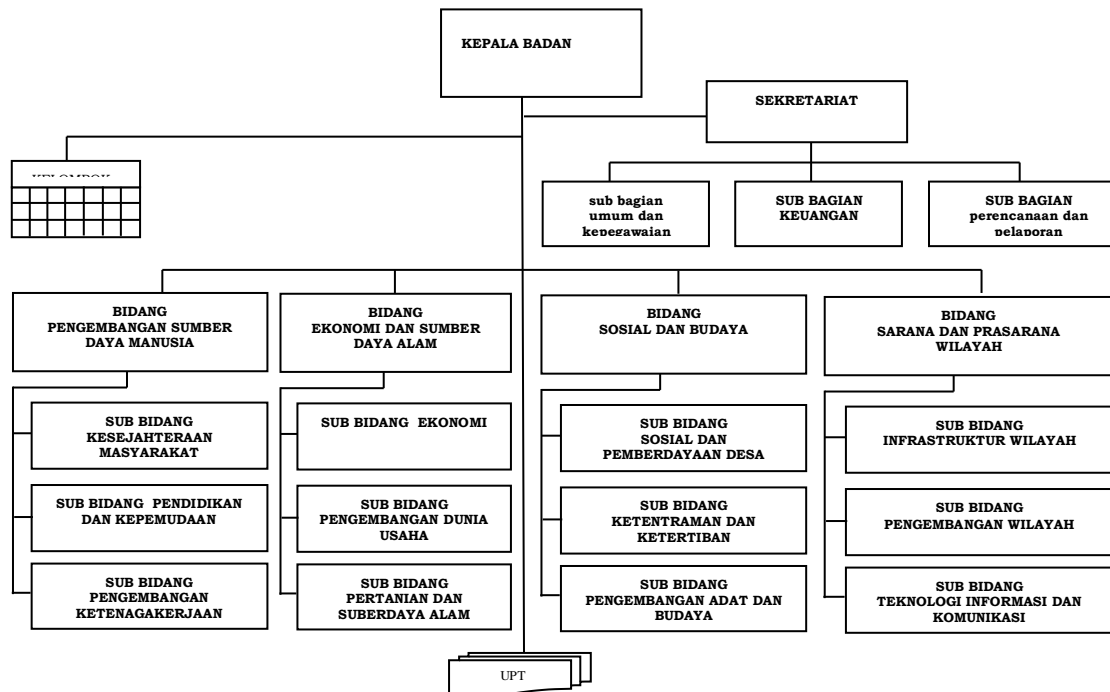 KEPALA BADAN
SEKRETARIAT
KELOMPOK
sub bagian
umum dan
kepegawaian
SUB BAGIAN
KEUANGAN
SUB BAGIAN
perencanaan dan
pelaporan
BIDANG
PENGEMBANGAN SUMBER
DAYA MANUSIA
BIDANG
EKONOMI DAN SUMBER
DAYA ALAM
BIDANG
SOSIAL DAN BUDAYA
BIDANG
SARANA DAN PRASARANA
WILAYAH
SUB BIDANG
KESEJAHTERAAN
MASYARAKAT
SUB BIDANG EKONOMI
SUB BIDANG
SOSIAL DAN
PEMBERDAYAAN DESA
SUB BIDANG
INFRASTRUKTUR WILAYAH
SUB BIDANG PENDIDIKAN
DAN KEPEMUDAAN
SUB BIDANG
PENGEMBANGAN DUNIA
USAHA
SUB BIDANG
KETENTRAMAN DAN
KETERTIBAN
SUB BIDANG
PENGEMBANGAN WILAYAH
SUB BIDANG
PENGEMBANGAN
KETENAGAKERJAAN
SUB BIDANG
PERTANIAN DAN
SUBERDAYA ALAM
SUB BIDANG
PENGEMBANGAN ADAT DAN
BUDAYA
SUB BIDANG
TEKNOLOGI INFORMASI DAN
KOMUNIKASI
UPT